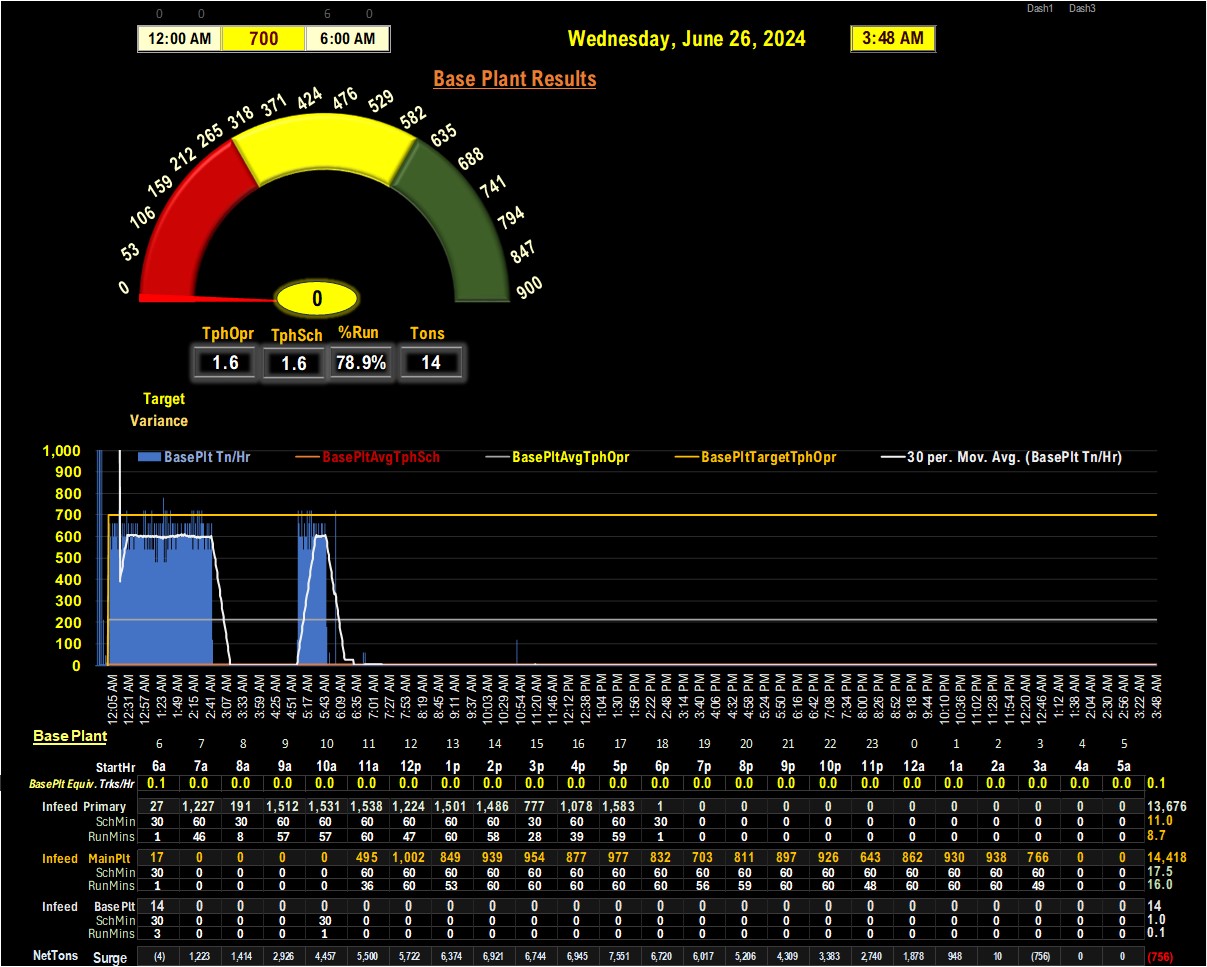 0 0 6 0 Dash1 Dash3
12:00 AM 700 6:00 AM Wednesday, June 26, 2024 3:48 AM
Base Plant Results
0 53 106 159 212 265 318 371 424 476 529 582 635 688 741 794 847 900
0
TphOpr TphSch %Run Tons
1.6 1.6 78.9% 14
Target
Variance
BasePlt Tn/Hr BasePltAvgTphSch BasePltAvgTphOpr BasePltTargetTphOpr 30 per. Mov. Avg. (BasePlt Tn/Hr)
1,000
900
800
700
600
500
400
300
200
100
0
12:05 AM 12:31 AM 12:57 AM 1:23 AM 1:49 AM 2:15 AM 2:41 AM 3:07 AM 3:33 AM 3:59 AM 4:25 AM 4:51 AM 5:17 AM 5:43 AM 6:09 AM 6:35 AM 7:01 AM 7:27 AM 7:53 AM 8:19 AM 8:45 AM 9:11 AM 9:37 AM 10:03 AM 10:29 AM 10:54 AM 11:20 AM 11:46 AM 12:12 PM 12:38 PM 1:04 PM 1:30 PM 1:56 PM 2:22 PM 2:48 PM 3:14 PM 3:40 PM 4:06 PM 4:32 PM 4:58 PM 5:24 PM 5:50 PM 6:16 PM 6:42 PM 7:08 PM 7:34 PM 8:00 PM 8:26 PM 8:52 PM 9:18 PM 9:44 PM 10:10 PM 10:36 PM 11:02 PM 11:28 PM 11:54 PM 12:20 AM 12:46 AM 1:12 AM 1:38 AM 2:04 AM 2:30 AM 2:56 AM 3:22 AM 3:48 AM
Base Plant 6 7 8 9 10 11 12 13 14 15 16 17 18 19 20 21 22 23 0 1 2 3 4 5
StartHr 6a 7a 8a 9a 10a 11a 12p 1p 2p 3p 4p 5p 6p 7p 8p 9p 10p 11p 12a 1a 2a 3a 4a 5a
BasePlt Equiv. Trks/Hr 0.1 0.0 0.0 0.0 0.0 0.0 0.0 0.0 0.0 0.0 0.0 0.0 0.0 0.0 0.0 0.0 0.0 0.0 0.0 0.0 0.0 0.0 0.0 0.0 0.1
Infeed Primary 27 1,227 191 1,512 1,531 1,538 1,224 1,501 1,486 777 1,078 1,583 1 0 0 0 0 0 0 0 0 0 0 0 13,676
SchMin 30 60 30 60 60 60 60 60 60 30 60 60 30 0 0 0 0 0 0 0 0 0 0 0 11.0
RunMins 1 46 8 57 57 60 47 60 58 28 39 59 1 0 0 0 0 0 0 0 0 0 0 0 8.7
Infeed MainPlt 17 0 0 0 0 495 1,002 849 939 954 877 977 832 703 811 897 926 643 862 930 938 766 0 0 14,418
SchMin 30 0 0 0 0 60 60 60 60 60 60 60 60 60 60 60 60 60 60 60 60 60 0 0 17.5
RunMins 1 0 0 0 0 36 60 53 60 60 60 60 60 56 59 60 60 48 60 60 60 49 0 0 16.0
Infeed BasePlt 14 0 0 0 0 0 0 0 0 0 0 0 0 0 0 0 0 0 0 0 0 0 0 0 14
SchMin 30 0 0 0 30 0 0 0 0 0 0 0 0 0 0 0 0 0 0 0 0 0 0 0 1.0
RunMins 3 0 0 0 1 0 0 0 0 0 0 0 0 0 0 0 0 0 0 0 0 0 0 0 0.1
NetTons Surge (4) 1,223 1,414 2,926 4,457 5,500 5,722 6,374 6,921 6,744 6,945 7,551 6,720 6,017 5,206 4,309 3,383 2,740 1,878 948 10 (756) 0 0 (756)